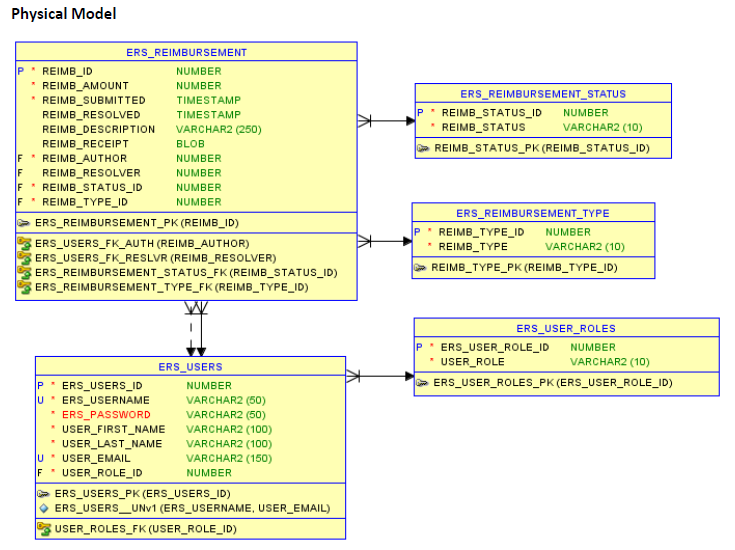 Physical Model
ERS_REIMBURSEMENT
P * REIMB_ID NUMBER
* REIMB_AMOUNT NUMBER
* REIMB_SUBMITTED TIMESTAMP
REIMB_RESOLVED TIMESTAMP
REIMB_DESCRIPTION VARCHAR2 (250)
REIMB_RECEIPT BLOB
F * REIMB_AUTHOR NUMBER
F REIMB_RESOLVER NUMBER
F * REIMB_STATUS_ID NUMBER
F * REIMB_TYPE_ID NUMBER
ERS_REIMBURSEMENT_PK (REIMB_ID)
ERS_USERS_FK_AUTH (REIMB_AUTHOR)
ERS_USERS_FK_RESLVR (REIMB_RESOLVER)
ERS_REIMBURSEMENT_STATUS_FK (REIMB_STATUS_ID)
ERS_REIMBURSEMENT_TYPE_FK (REIMB_TYPE_ID)
ERS_REIMBURSEMENT_STATUS
P * REIMB_STATUS_ID NUMBER
* REIMB_STATUS VARCHAR2 (10)
REIMB_STATUS_PK (REIMB_STATUS_ID)
ERS_REIMBURSEMENT_TYPE
P * REIMB_TYPE_ID NUMBER
* REIMB_TYPE VARCHAR2 (10)
REIMB_TYPE_PK (REIMB_TYPE_ID)
ERS_USER_ROLES
P * ERS_USER_ROLE_ID NUMBER
* USER_ROLE VARCHAR2 (10)
ERS_USER_ROLES_PK (ERS_USER_ROLE_ID)
ERS_USERS
P * ERS_USERS_ID NUMBER
U * ERS_USERNAME VARCHAR2 (50)
* ERS_PASSWORD VARCHAR2 (50)
* USER_FIRST_NAME VARCHAR2 (100)
* USER_LAST_NAME VARCHAR2 (100)
U * USER_EMAIL VARCHAR2 (150)
F * USER_ROLE_ID NUMBER
ERS_USERS_PK (ERS_USERS_ID)
ERS_USERS__UNv1 (ERS_USERNAME, USER_EMAIL)
USER_ROLES_FK (USER_ROLE_ID)